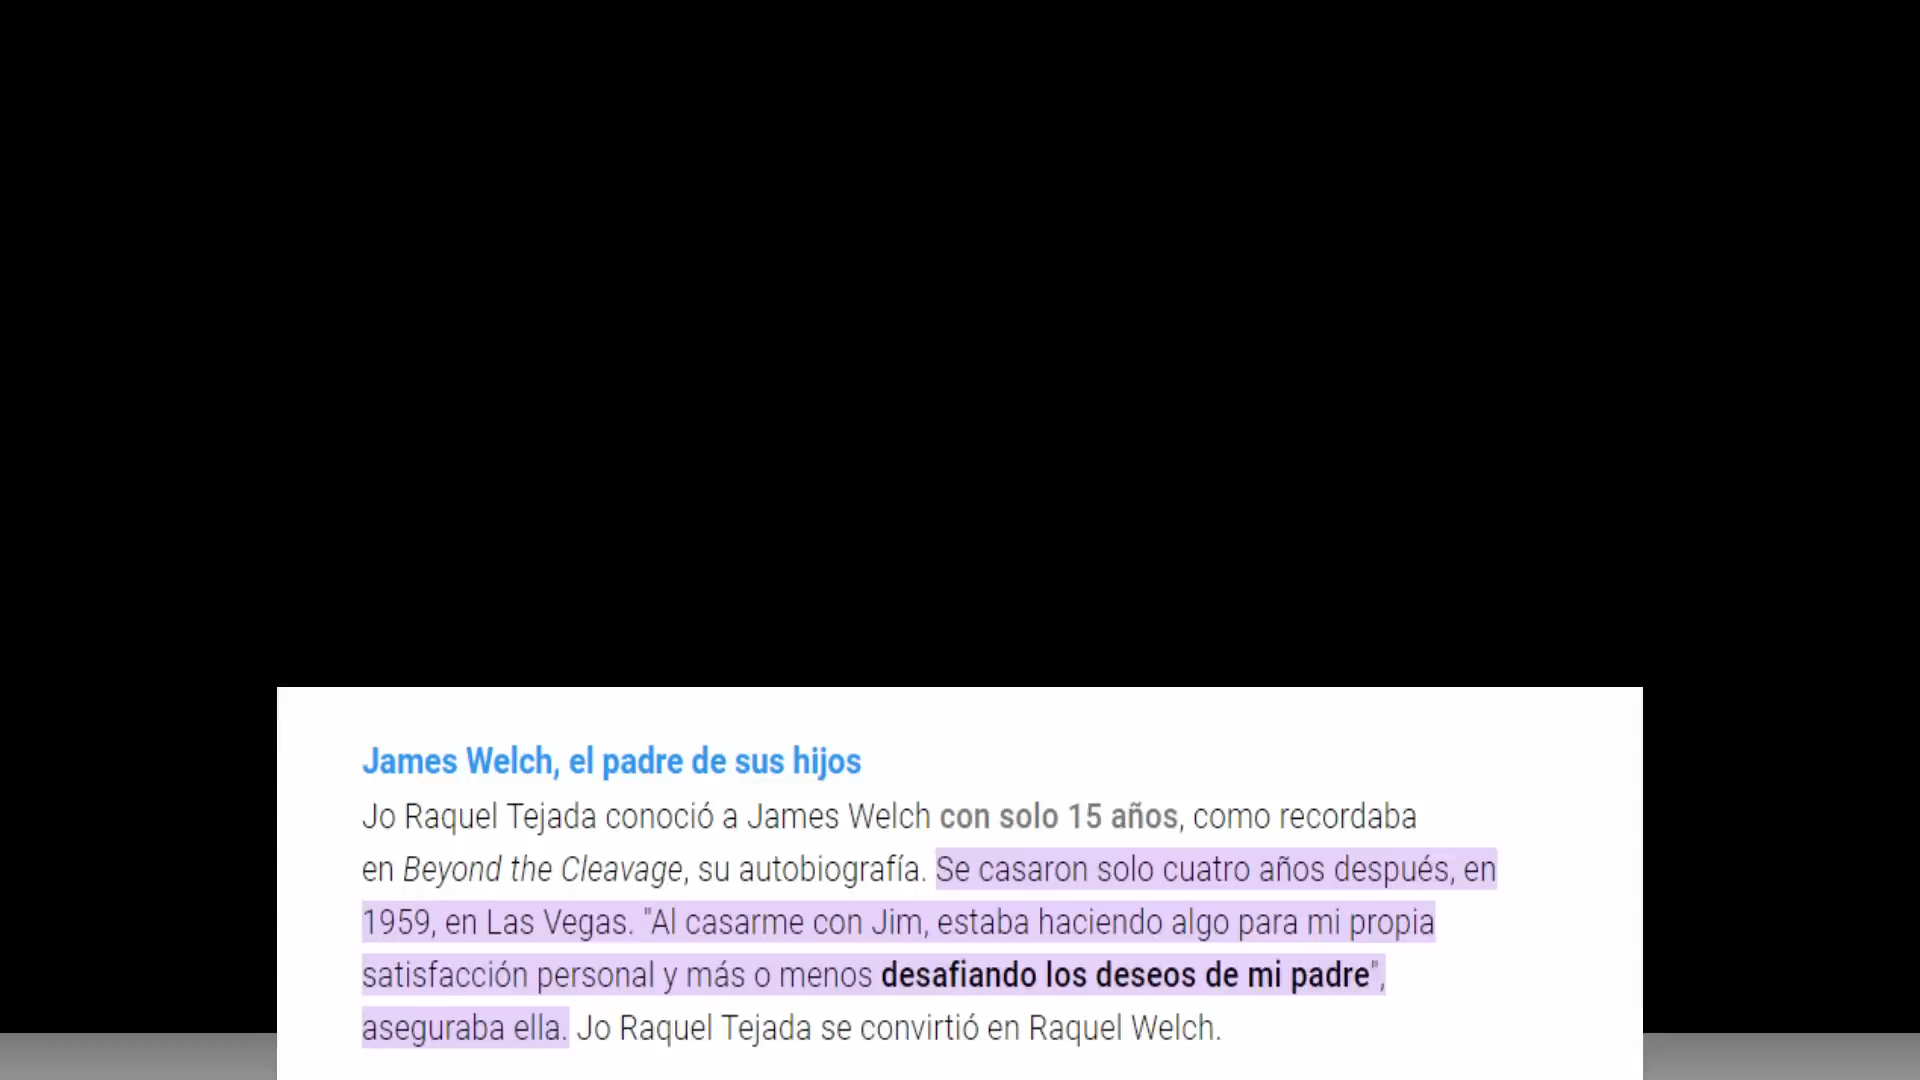 James Welch, el padre de sus hijos
Jo Raquel Tejada conoció a James Welch con solo 15 años, como recordaba
en Beyond the Cleavage, su autobiografía. Se casaron solo cuatro años después, en
1959, en Las Vegas. "Al casarme con Jim, estaba haciendo algo para mi propia
satisfacción personal y más o menos desafiando los deseos de mi padre",
aseguraba ella. Jo Raquel Tejada se convirtió en Raquel Welch.